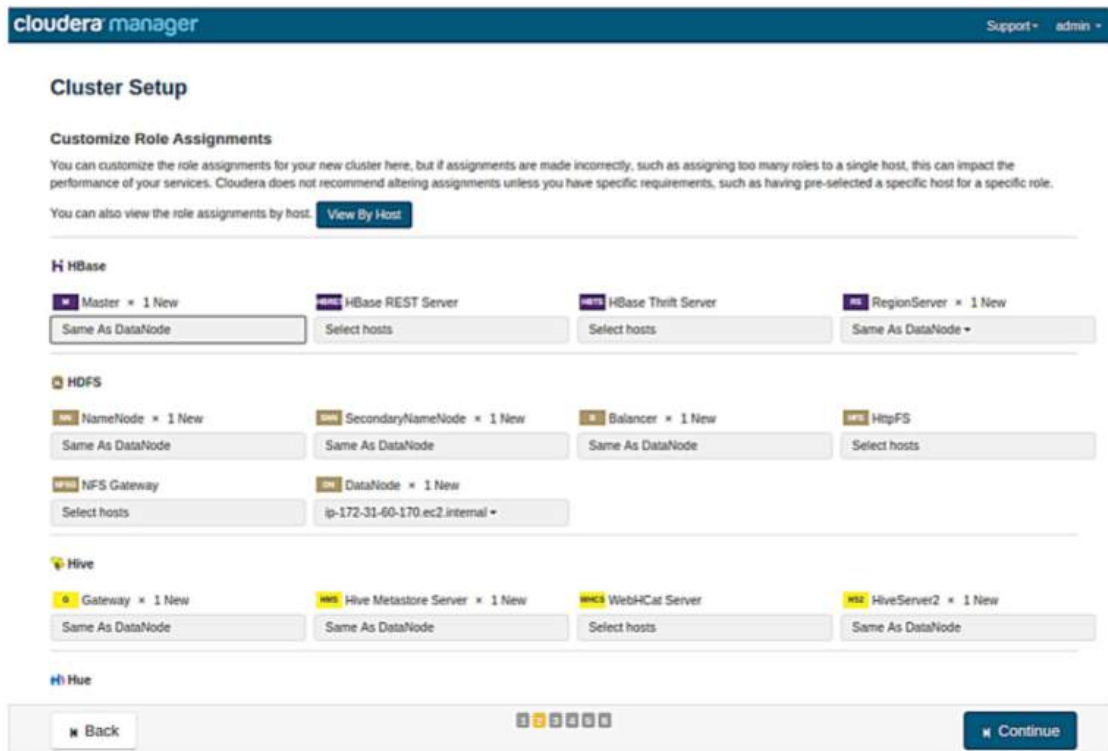 cloudera manager
Support
admin
Cluster Setup
Customize Role Assignments
You can customize the role assignments for your new cluster here, but if assignments are made incorrectly, such as assigning too many roles to a single host, this can impact the
performance of your services. Cloudera does not recommend altering assignments unless you have specific requirements, such as having pre-selected a specific host for a specific role.
You can also view the role assignments by host. View By Host
HBase
M Master × 1 New
HBase REST Server
HBTS HBase Thrift Server
RS RegionServer × 1 New
Same As DataNode
Select hosts
Select hosts
Same As DataNode
HDFS
NN NameNode × 1 New
SNN SecondaryNameNode × 1 New
B Balancer × 1 New
HFS HttpFS
Same As DataNode
Same As DataNode
Same As DataNode
Select hosts
NFSG NFS Gateway
DN DataNode × 1 New
Select hosts
ip-172-31-60-170.ec2.internal
Hive
G Gateway × 1 New
HMS Hive Metastore Server × 1 New
WHCS WebHCat Server
HS2 HiveServer2 × 1 New
Same As DataNode
Same As DataNode
Select hosts
Same As DataNode
Hue
Back
1 2 3 4 5 6
Continue